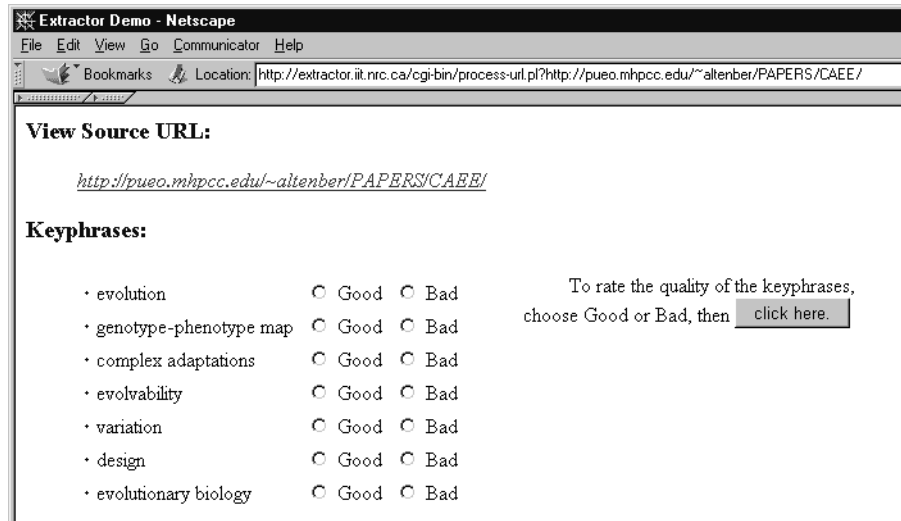 Extractor Demo - Netscape
File Edit View Go Communicator Help
Bookmarks Location: http://extractor.iit.nrc.ca/cgi-bin/process-url.pl?http://pueo.mhpcc.edu/~altenber/PAPERS/CAEE/
View Source URL:
http://pueo.mhpcc.edu/~altenber/PAPERS/CAEE/
Keyphrases:
· evolution Good Bad
· genotype-phenotype map Good Bad
· complex adaptations Good Bad
· evolvability Good Bad
· variation Good Bad
· design Good Bad
· evolutionary biology Good Bad
To rate the quality of the keyphrases,
choose Good or Bad, then click here.